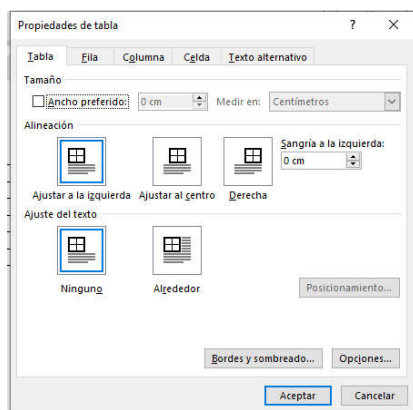 Propiedades de tabla ? ×
Tabla Fila Columna Celda Texto alternativo
Tamaño
Ancho preferido: 0 cm Medir en: Centímetros
Alineación
Sangría a la izquierda:
0 cm
Ajustar a la izquierda Ajustar al centro Derecha
Ajuste del texto
Ninguno Alrededor
Posicionamiento...
Bordes y sombreado... Opciones...
Aceptar Cancelar